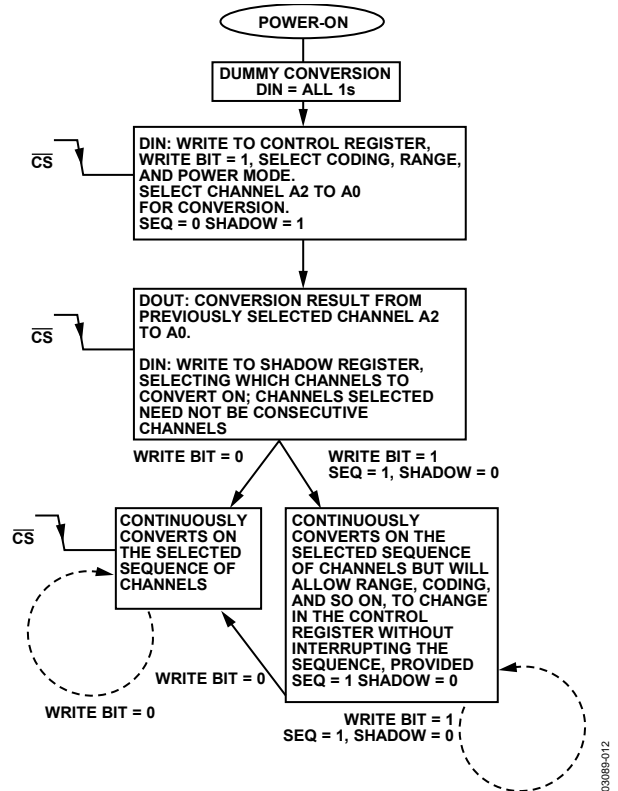 POWER-ON
DUMMY CONVERSION
DIN = ALL 1s
CS
DIN: WRITE TO CONTROL REGISTER,
WRITE BIT = 1, SELECT CODING, RANGE,
AND POWER MODE.
SELECT CHANNEL A2 TO A0
FOR CONVERSION.
SEQ = 0 SHADOW = 1
CS
DOUT: CONVERSION RESULT FROM
PREVIOUSLY SELECTED CHANNEL A2
TO A0.
DIN: WRITE TO SHADOW REGISTER,
SELECTING WHICH CHANNELS TO
CONVERT ON; CHANNELS SELECTED
NEED NOT BE CONSECUTIVE
CHANNELS
WRITE BIT = 0
WRITE BIT = 1
SEQ = 1, SHADOW = 0
CS
CONTINUOUSLY
CONVERTS ON
THE SELECTED
SEQUENCE OF
CHANNELS
CONTINUOUSLY
CONVERTS ON THE
SELECTED SEQUENCE
OF CHANNELS BUT WILL
ALLOW RANGE, CODING,
AND SO ON, TO CHANGE
IN THE CONTROL
REGISTER WITHOUT
INTERRUPTING THE
SEQUENCE, PROVIDED
SEQ = 1 SHADOW = 0
WRITE BIT = 0
WRITE BIT = 0
WRITE BIT = 1
SEQ = 1, SHADOW = 0
03089-012